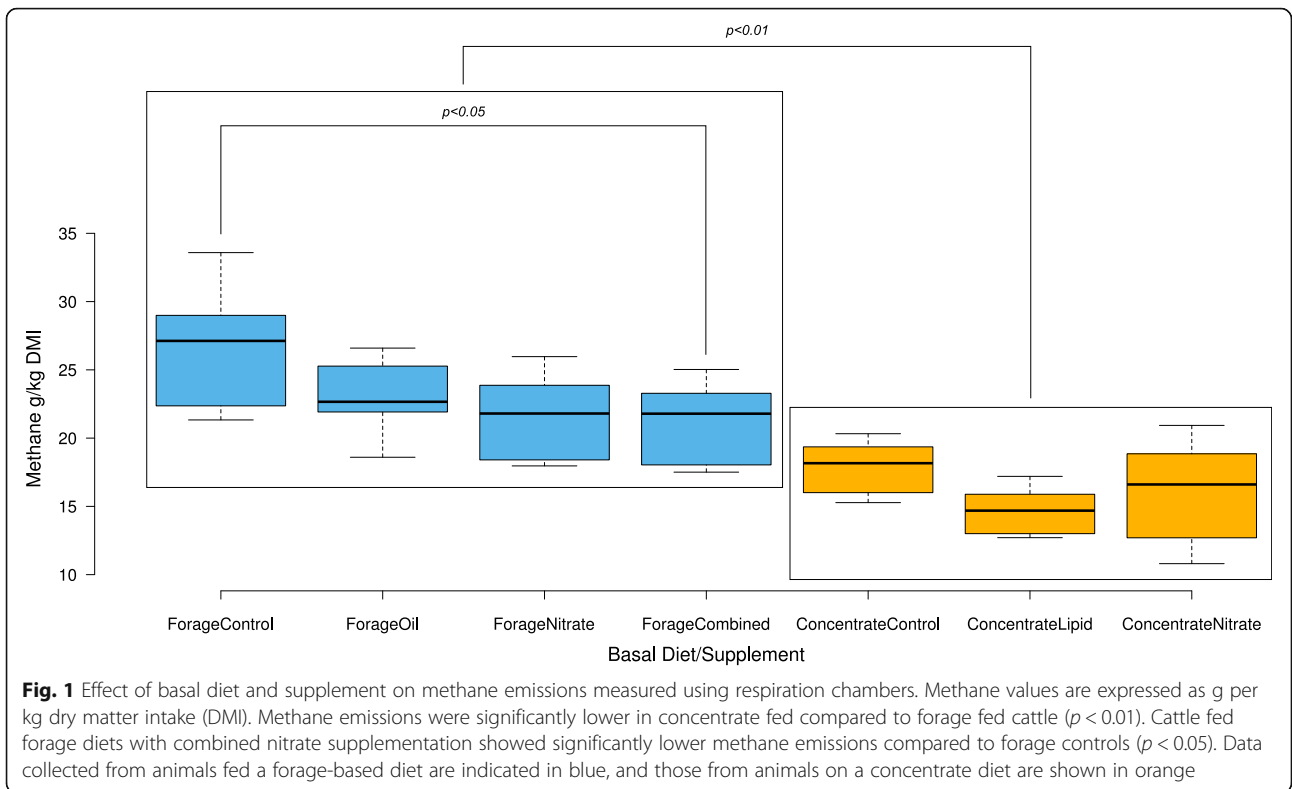 p<0.01
p<0.05
35
30
25
20
15
10
Methane g/kg DMI
ForageControl ForageOil ForageNitrate ForageCombined ConcentrateControl ConcentrateLipid ConcentrateNitrate
Basal Diet/Supplement
Fig. 1 Effect of basal diet and supplement on methane emissions measured using respiration chambers. Methane values are expressed as g per
kg dry matter intake (DMI). Methane emissions were significantly lower in concentrate fed compared to forage fed cattle (p < 0.01). Cattle fed
forage diets with combined nitrate supplementation showed significantly lower methane emissions compared to forage controls (p < 0.05). Data
collected from animals fed a forage-based diet are indicated in blue, and those from animals on a concentrate diet are shown in orange